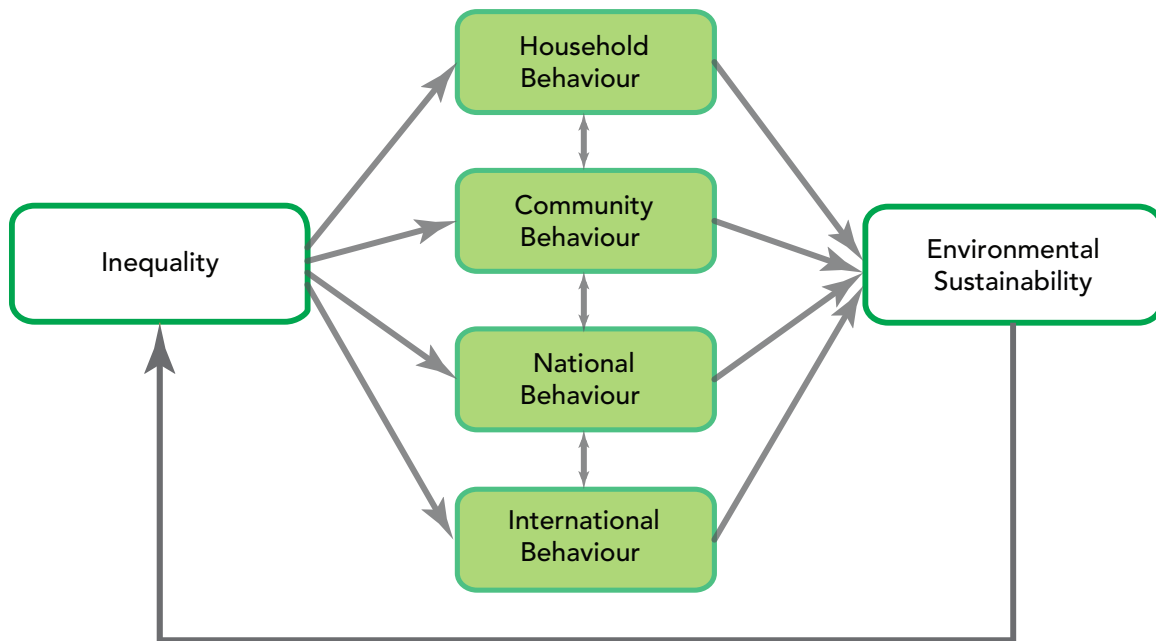 Household
Behaviour
Community
Behaviour
Inequality
Environmental
Sustainability
National
Behaviour
International
Behaviour